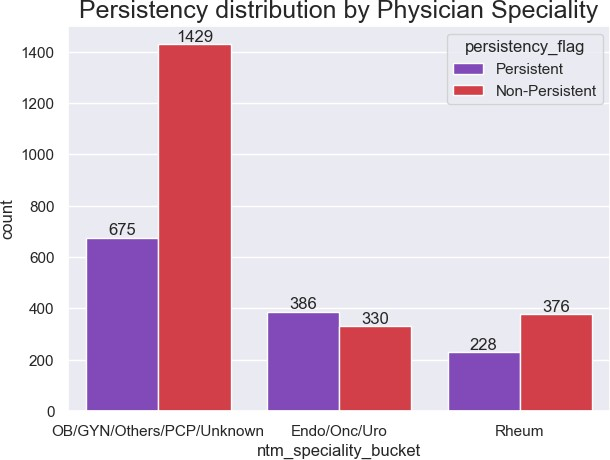 Persistency distribution by Physician Speciality
persistency_flag
Persistent
Non-Persistent
count
1400
1200
1000
800
600
400
200
0
675
1429
386
330
228
376
OB/GYN/Others/PCP/Unknown
Endo/Onc/Uro
Rheum
ntm_speciality_bucket